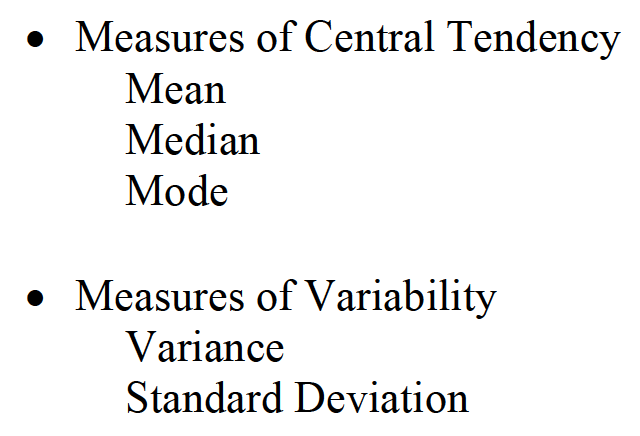 • Measures of Central Tendency
Mean
Median
Mode
• Measures of Variability
Variance
Standard Deviation